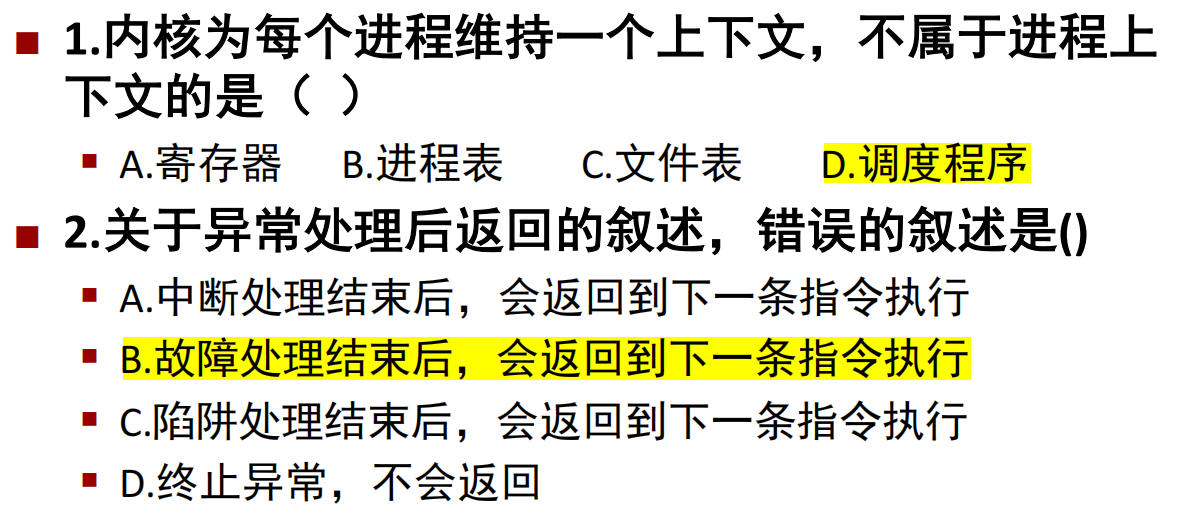 1.内核为每个进程维持一个上下文，不属于进程上
下文的是（ ）
A.寄存器 B.进程表 C.文件表 D.调度程序
2.关于异常处理后返回的叙述，错误的叙述是()
A.中断处理结束后，会返回到下一条指令执行
B.故障处理结束后，会返回到下一条指令执行
C.陷阱处理结束后，会返回到下一条指令执行
D.终止异常，不会返回